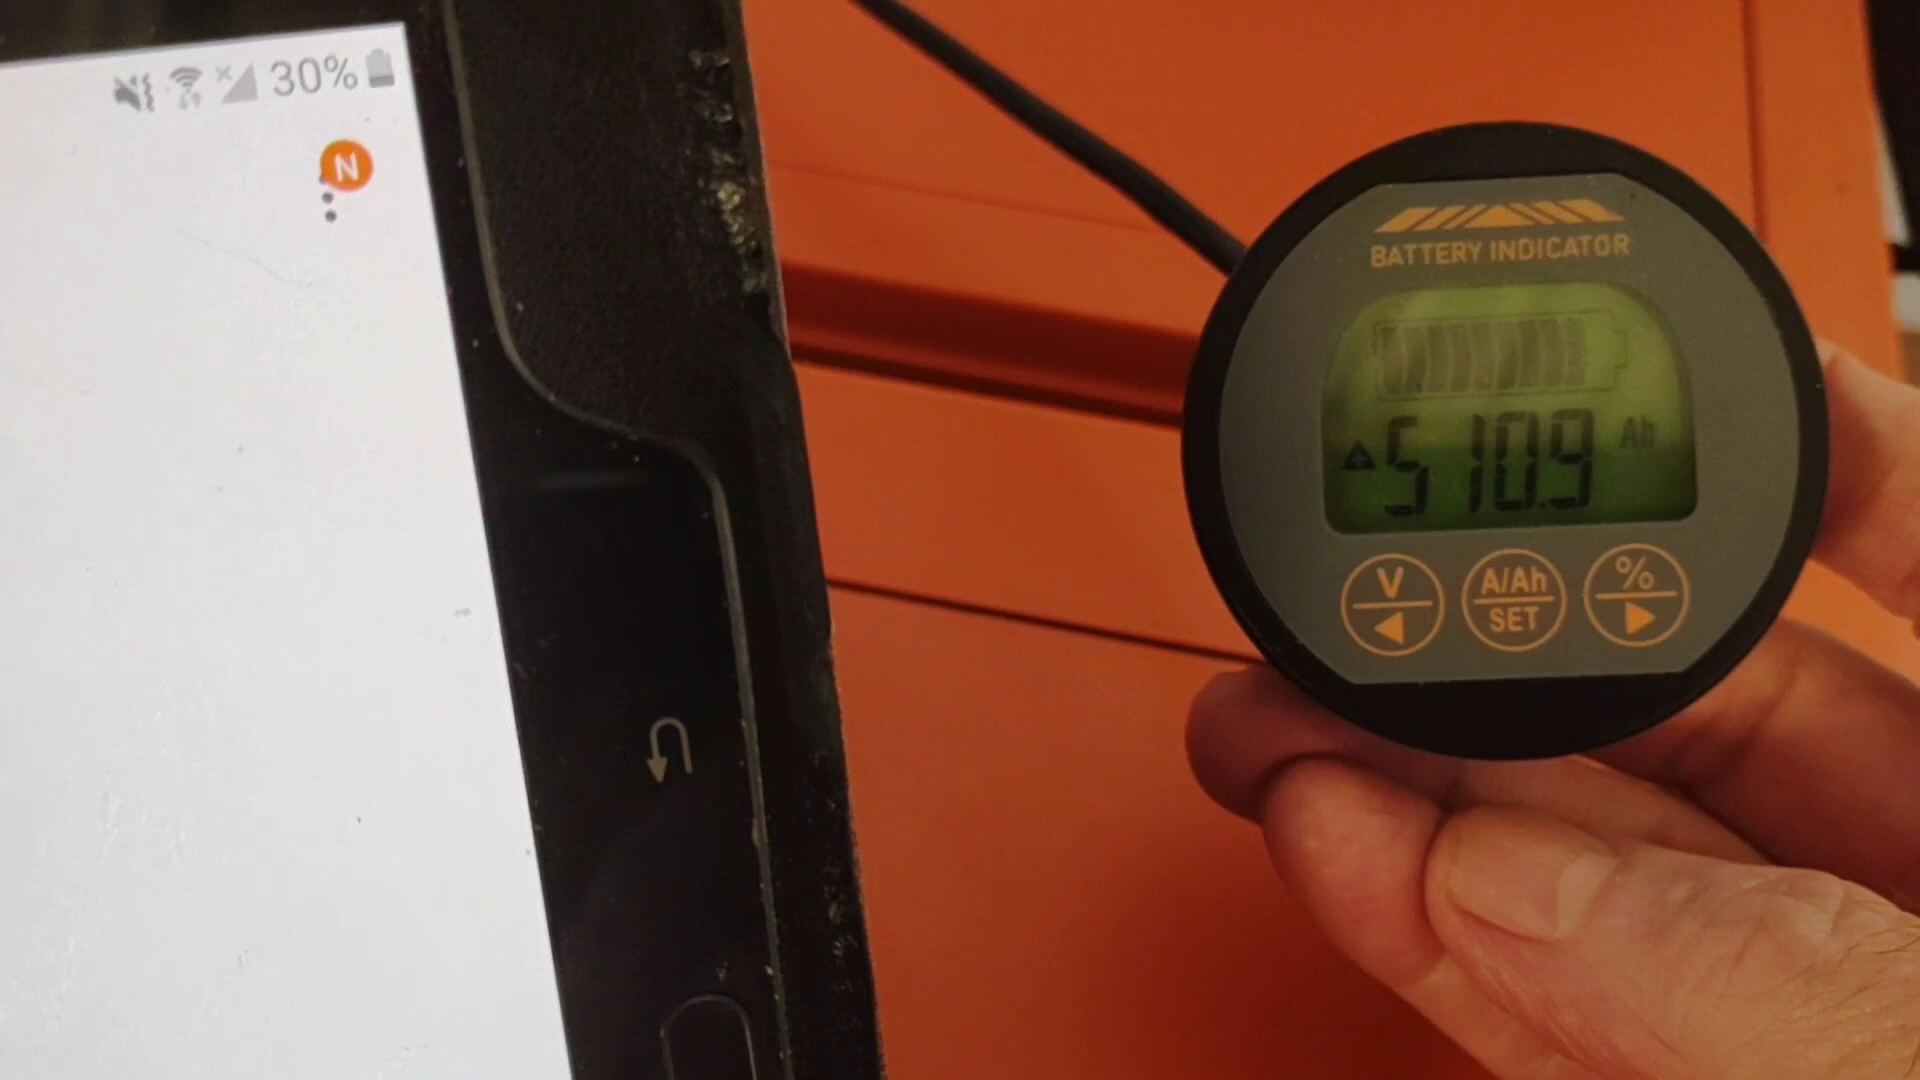 30%
N
BATTERY INDICATOR
510.9 Ah
V
A/Ah
SET
%